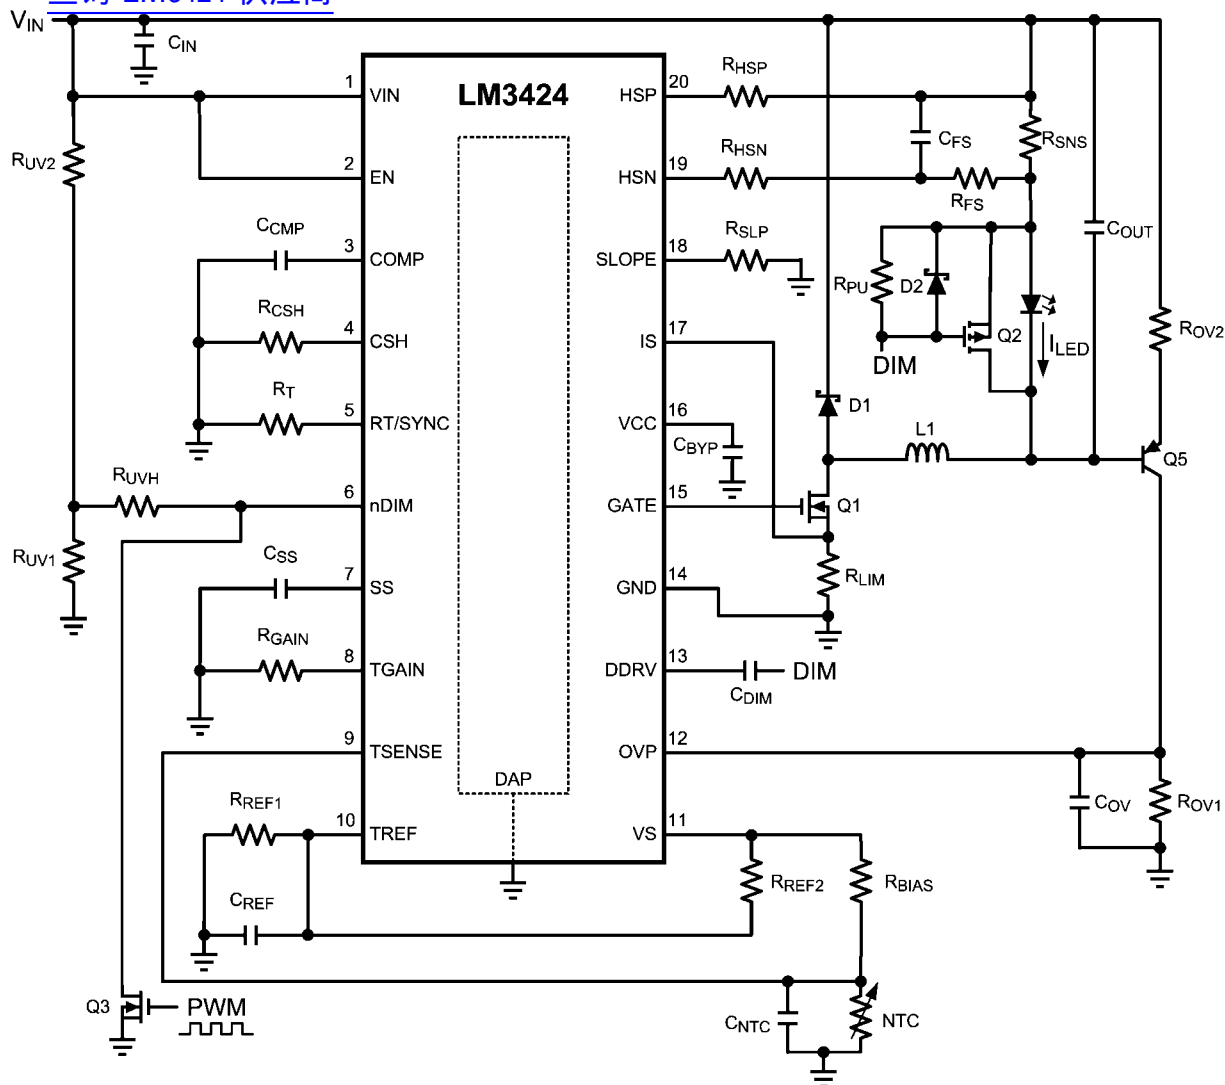 VIN
CIN
LM3424
1
VIN
HSP
20
RHSP
RUV2
2
EN
HSN
19
RHSN
CFS
RSNS
RFS
CCMP
3
COMP
SLOPE
18
RSLP
COUT
RPU
D2
Q2
DIM
ILED
ROV2
RCSH
4
CSH
IS
17
D1
RT
5
RT/SYNC
VCC
16
CBYP
L1
Q5
RUVH
6
nDIM
GATE
15
Q1
RUV1
CSS
7
SS
GND
14
RLIM
RGAIN
8
TGAIN
DDRV
13
CDIM
DIM
9
TSENSE
OVP
12
DAP
COV
ROV1
RREF1
10
TREF
VS
11
RREF2
RBIAS
CREF
Q3
PWM
CNTC
NTC